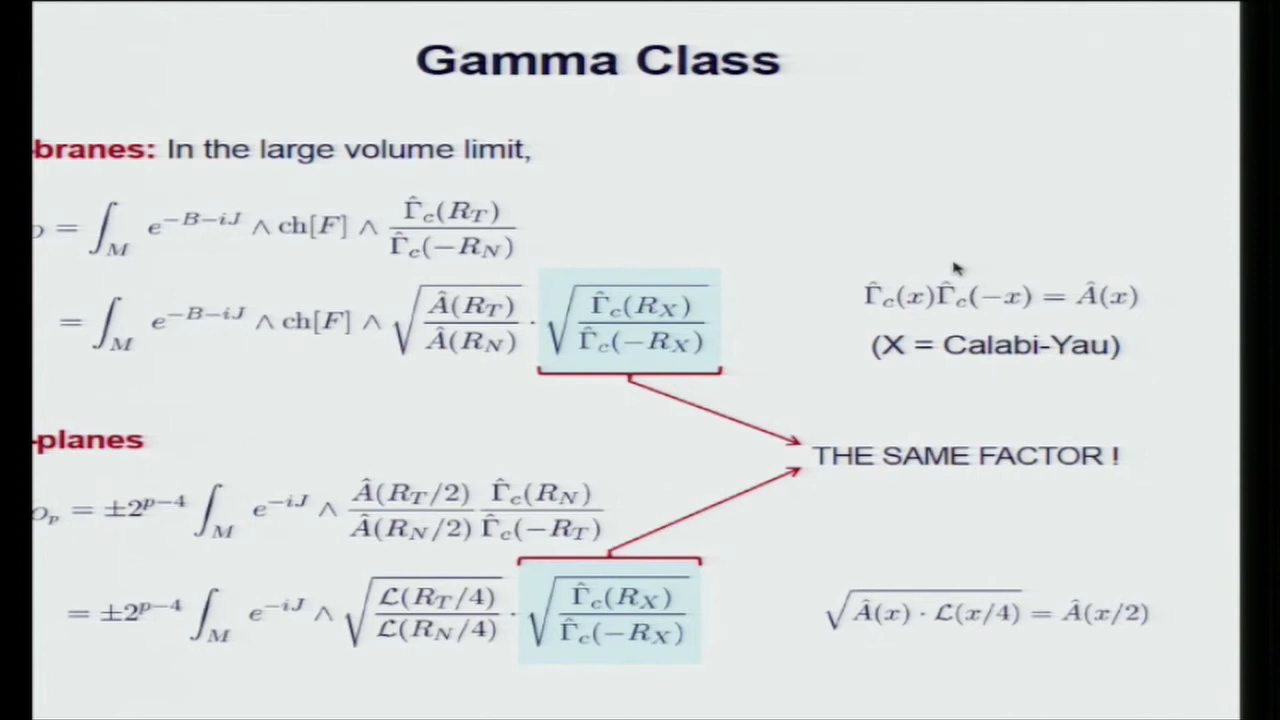 Gamma Class
-branes: In the large volume limit,
= ∫_M e^{-B-iJ} ∧ ch[F] ∧ Γ̂_c(R_T) / Γ̂_c(-R_N)
= ∫_M e^{-B-iJ} ∧ ch[F] ∧ √(Â(R_T) / Â(R_N)) · √(Γ̂_c(R_X) / Γ̂_c(-R_X))
Γ̂_c(x)Γ̂_c(-x) = Â(x)
(X = Calabi-Yau)
-planes
THE SAME FACTOR !
O_p = ±2^{p-4} ∫_M e^{-iJ} ∧ Â(R_T/2) / Â(R_N/2) Γ̂_c(R_N) / Γ̂_c(-R_T)
= ±2^{p-4} ∫_M e^{-iJ} ∧ √(𝓛(R_T/4) / 𝓛(R_N/4)) · √(Γ̂_c(R_X) / Γ̂_c(-R_X))
√(Â(x) · 𝓛(x/4)) = Â(x/2)